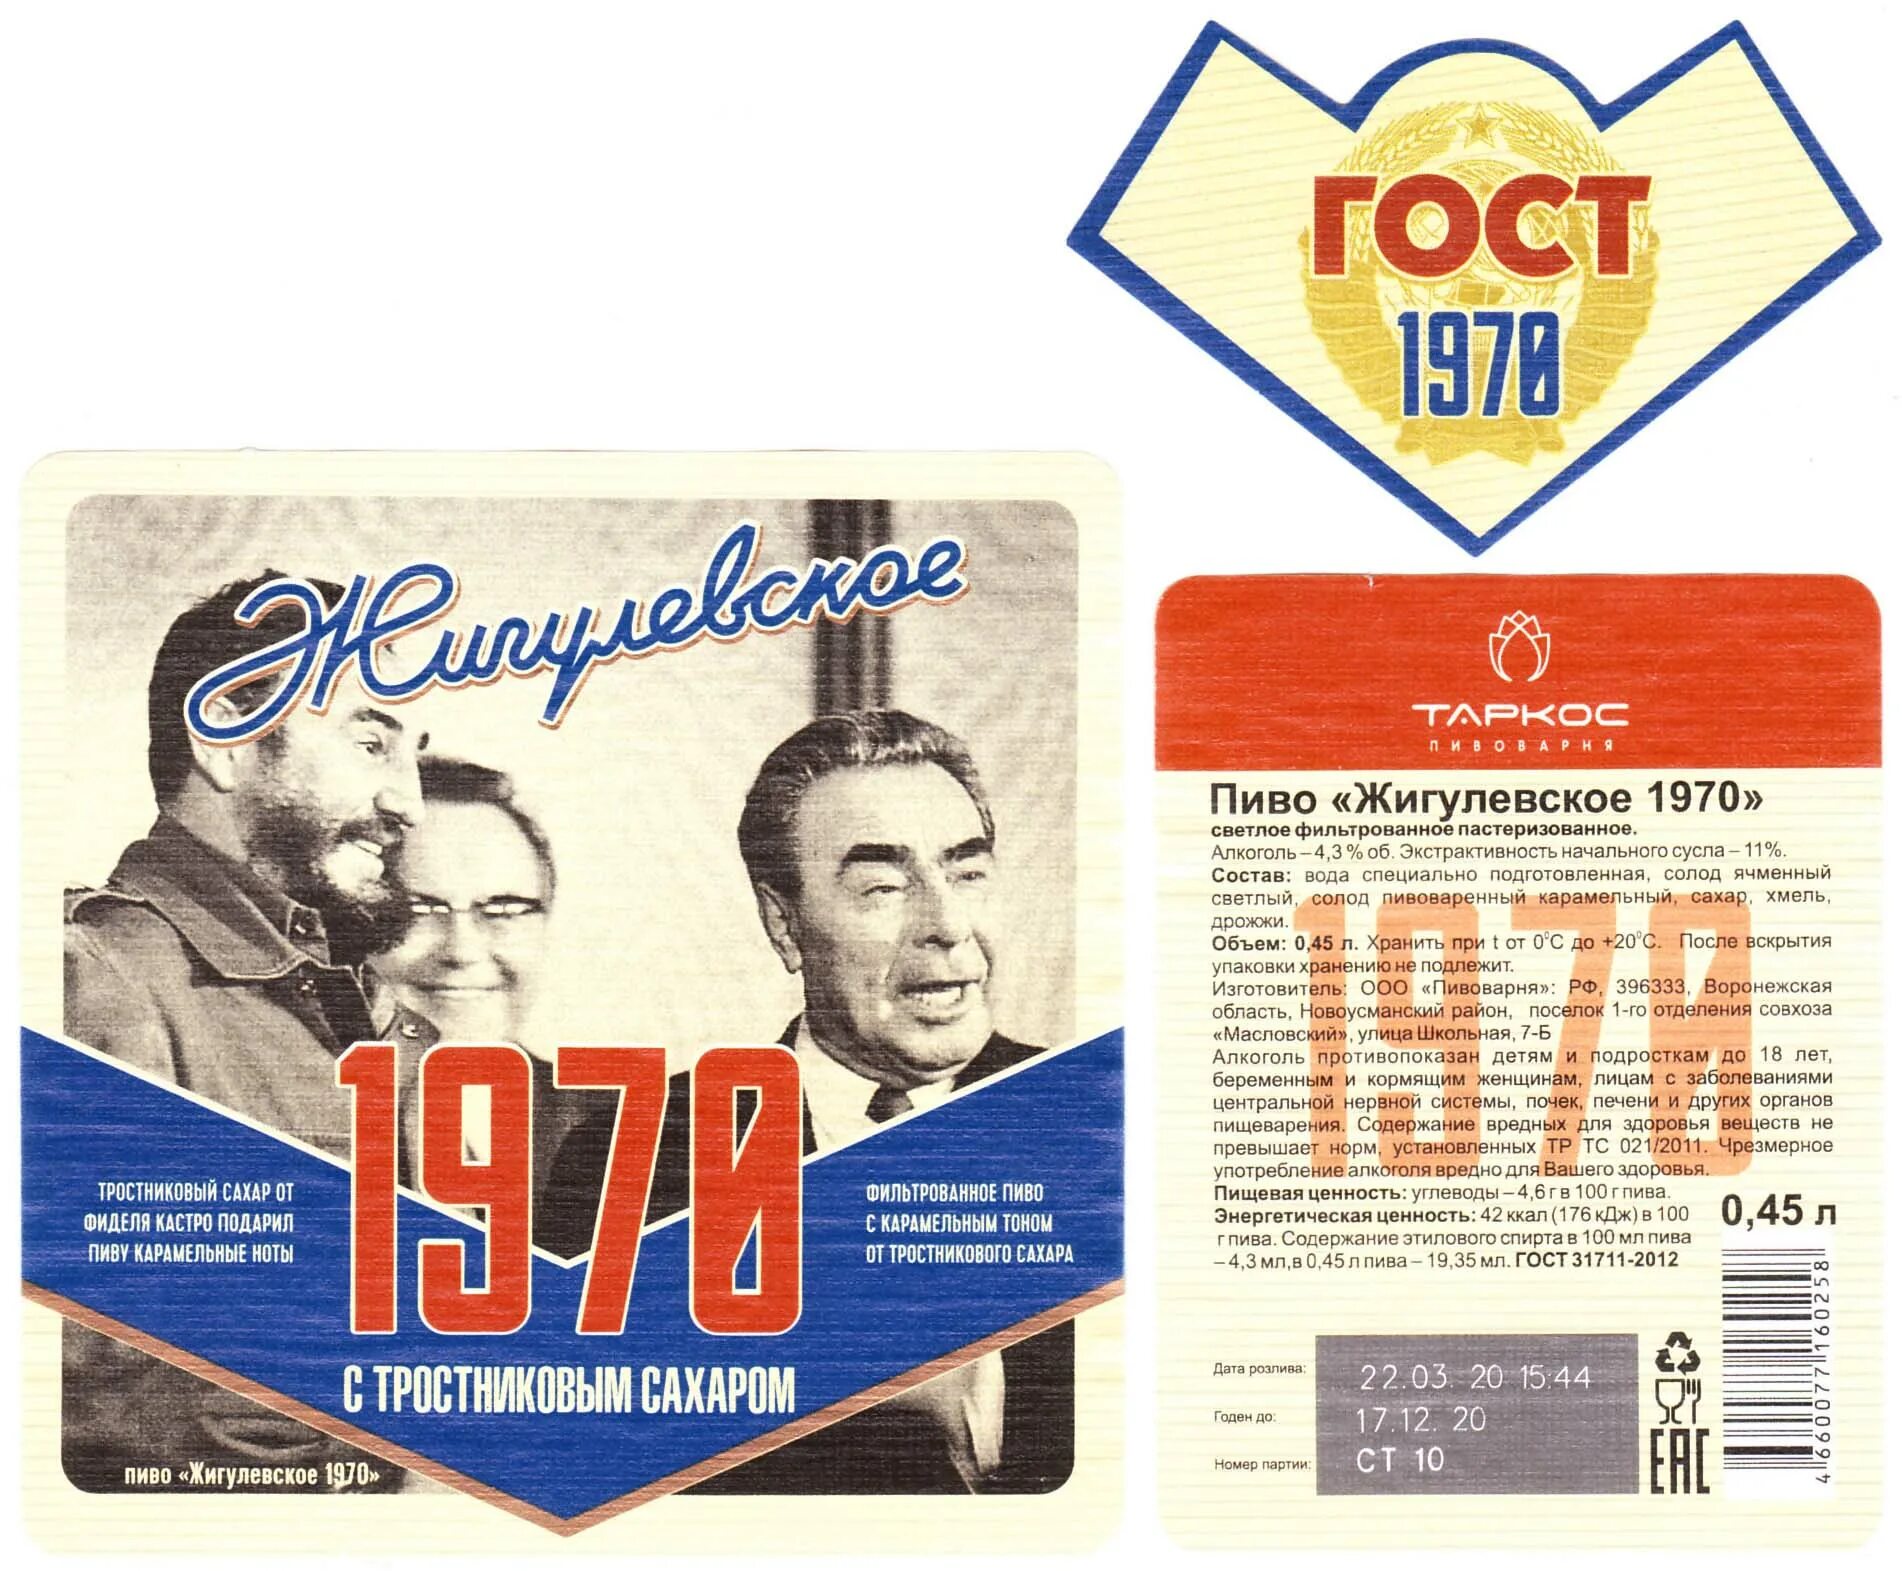 ГОСТ
1970
Жигулевское
1970
ТРОСТНИКОВЫЙ САХАР ОТ
ФИДЕЛЯ КАСТРО ПОДАРИЛ
ПИВУ КАРАМЕЛЬНЫЕ НОТЫ
ФИЛЬТРОВАННОЕ ПИВО
С КАРАМЕЛЬНЫМ ТОНОМ
ОТ ТРОСТНИКОВОГО САХАРА
С ТРОСТНИКОВЫМ САХАРОМ
пиво «Жигулевское 1970»
ТАРКОС
ПИВОВАРНЯ
Пиво «Жигулевское 1970»
светлое фильтрованное пастеризованное.
Алкоголь – 4,3 % об. Экстрактивность начального сусла – 11%.
Состав: вода специально подготовленная, солод ячменный
светлый, солод пивоваренный карамельный, сахар, хмель,
дрожжи.
Объем: 0,45 л. Хранить при t от 0°С до +20°С. После вскрытия
упаковки хранению не подлежит.
Изготовитель: ООО «Пивоварня»: РФ, 396333, Воронежская
область, Новоусманский район, поселок 1-го отделения совхоза
«Масловский», улица Школьная, 7-Б
Алкоголь противопоказан детям и подросткам до 18 лет,
беременным и кормящим женщинам, лицам с заболеваниями
центральной нервной системы, почек, печени и других органов
пищеварения. Содержание вредных для здоровья веществ не
превышает норм, установленных ТР ТС 021/2011. Чрезмерное
употребление алкоголя вредно для Вашего здоровья.
Пищевая ценность: углеводы – 4,6 г в 100 г пива.
Энергетическая ценность: 42 ккал (176 кДж) в 100
г пива. Содержание этилового спирта в 100 мл пива
– 4,3 мл, в 0,45 л пива – 19,35 мл. ГОСТ 31711-2012
1970
0,45 л
Дата розлива: 22.03. 20 15:44
Годен до: 17.12. 20
Номер партии: СТ 10
ЕАС
4 660077 160258